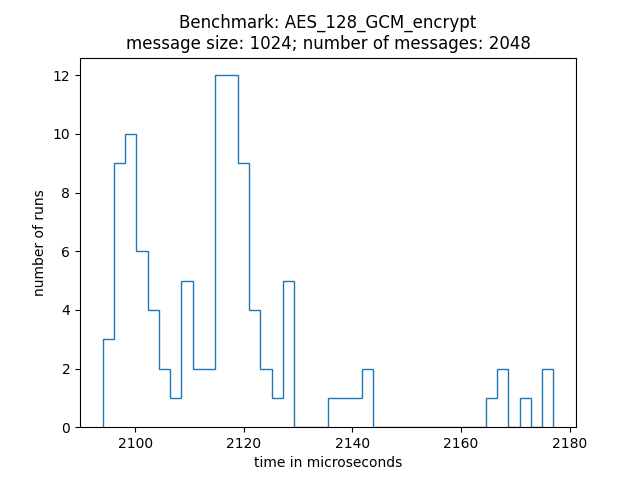 Benchmark: AES_128_GCM_encrypt
message size: 1024; number of messages: 2048
12
10
8
6
4
2
0
number of runs
2100 2120 2140 2160 2180
time in microseconds